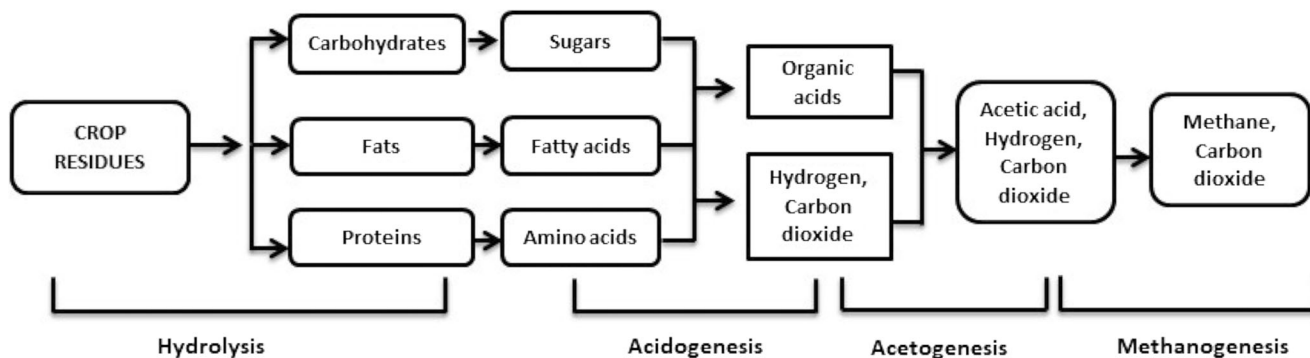 CROP
RESIDUES
Carbohydrates
Fats
Proteins
Sugars
Fatty acids
Amino acids
Organic
acids
Hydrogen,
Carbon
dioxide
Acetic acid,
Hydrogen,
Carbon
dioxide
Methane,
Carbon
dioxide
Hydrolysis
Acidogenesis
Acetogenesis
Methanogenesis